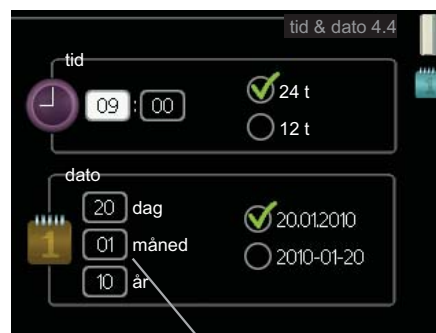 tid & dato 4.4
tid
09 : 00
24 t
12 t
dato
20 dag
01 måned
10 år
20.01.2010
2010-01-20
1